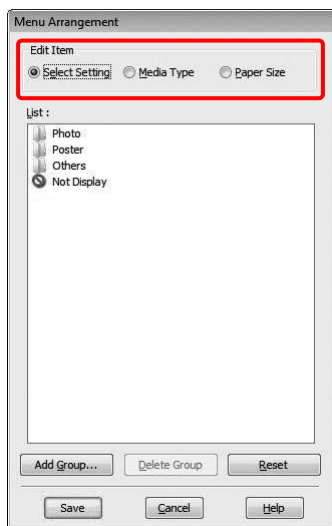 Menu Arrangement
Edit Item
Select Setting Media Type Paper Size
List :
Photo
Poster
Others
Not Display
Add Group... Delete Group Reset
Save Cancel Help